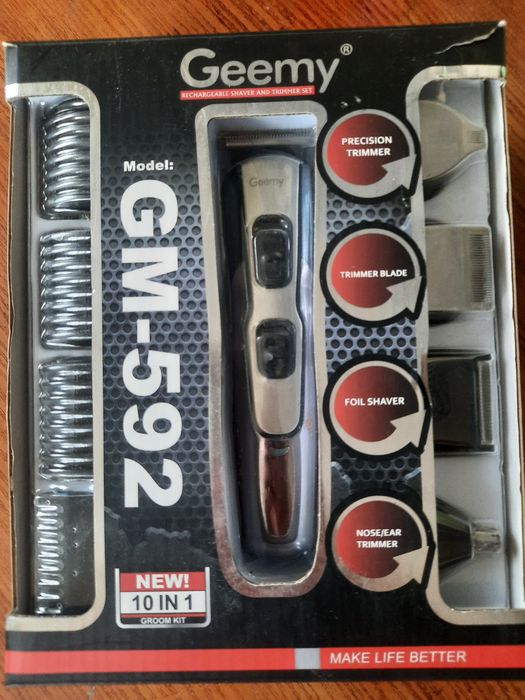 Geemy®
RECHARGEABLE SHAVER AND TRIMMER SET
Model:
GM-592
Geemy
PRECISION
TRIMMER
TRIMMER BLADE
FOIL SHAVER
NOSE/EAR
TRIMMER
NEW!
10 IN 1
GROOM KIT
MAKE LIFE BETTER